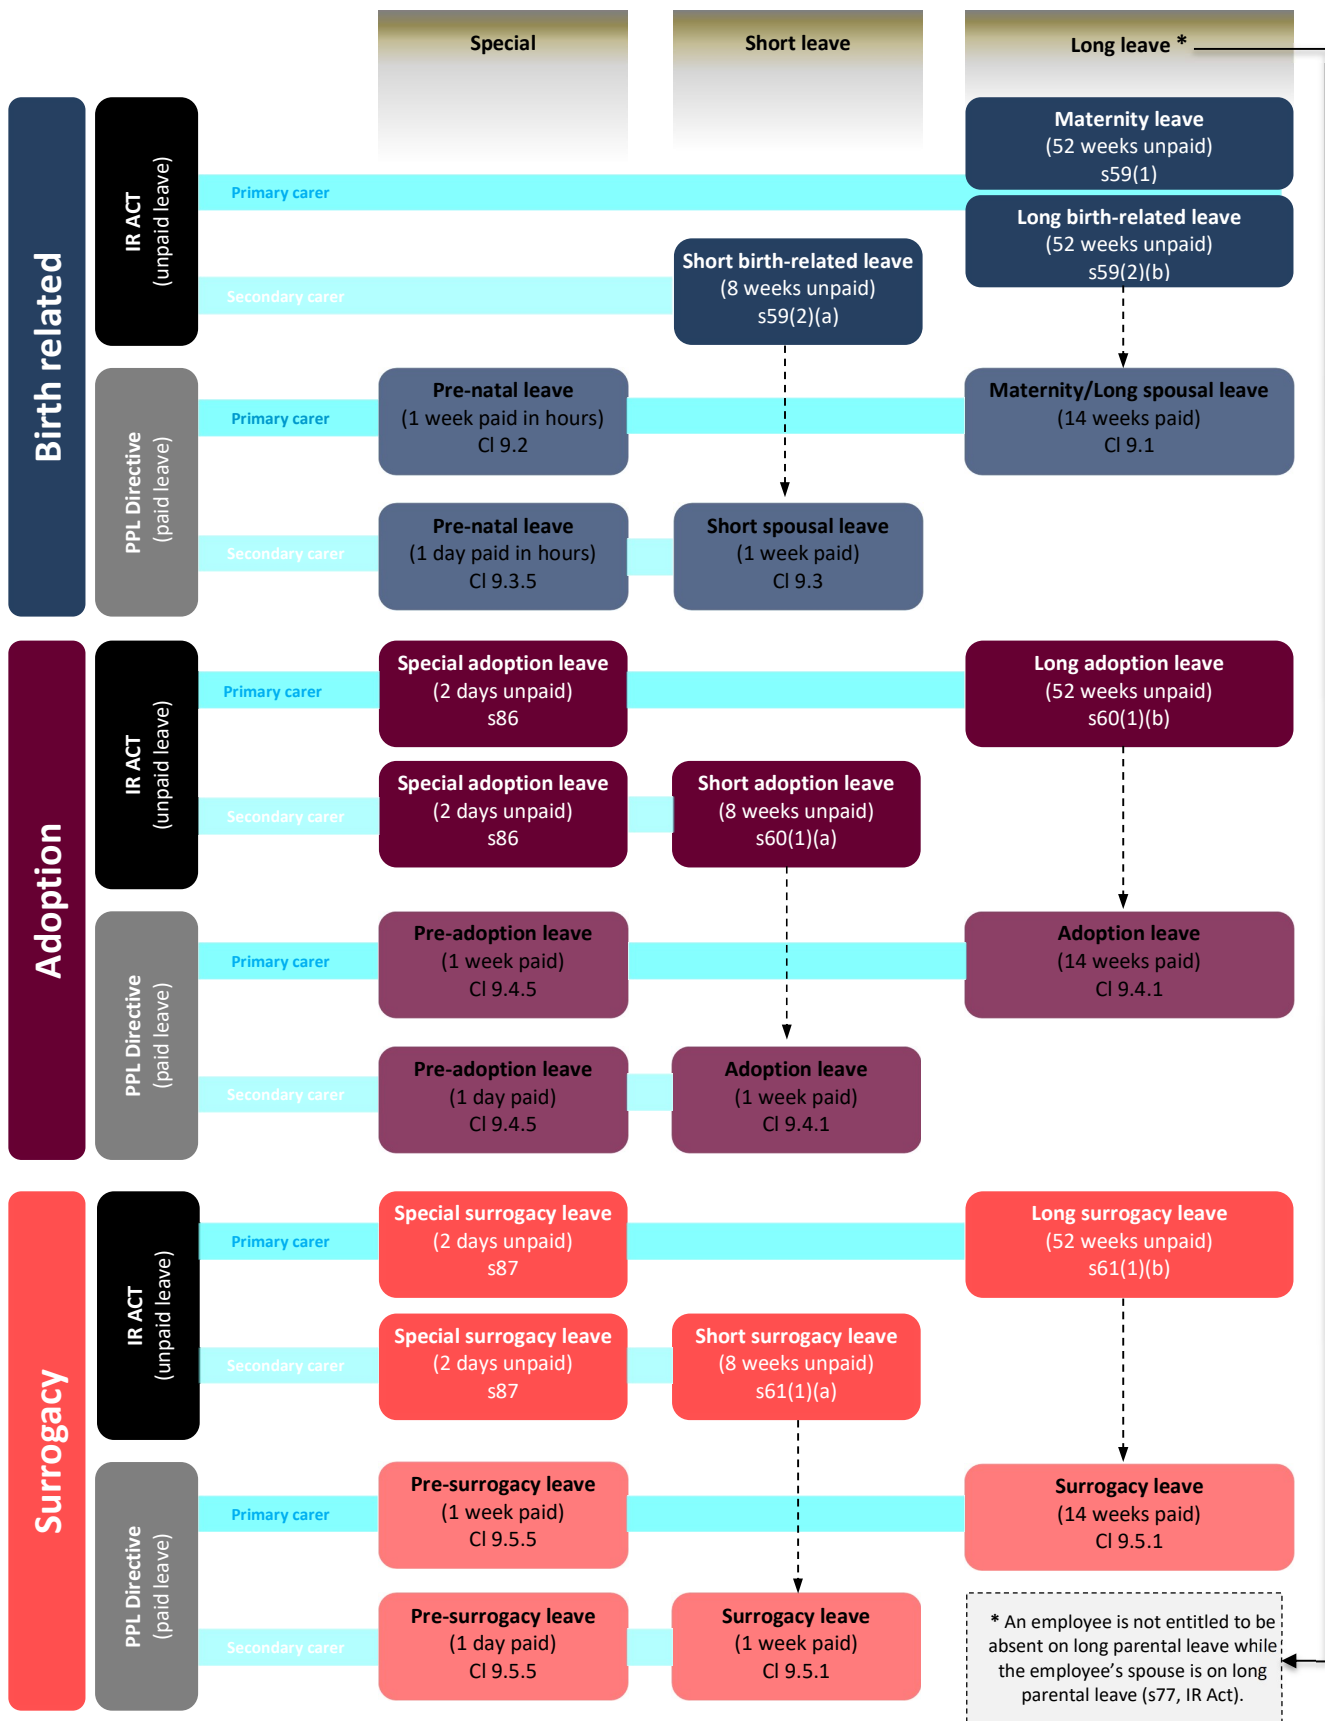 Special
Short leave
Long leave *
Birth related
IR ACT
(unpaid leave)
Primary carer
Maternity leave
(52 weeks unpaid)
s59(1)
Long birth-related leave
(52 weeks unpaid)
s59(2)(b)
Secondary carer
Short birth-related leave
(8 weeks unpaid)
s59(2)(a)
PPL Directive
(paid leave)
Primary carer
Pre-natal leave
(1 week paid in hours)
Cl 9.2
Maternity/Long spousal leave
(14 weeks paid)
Cl 9.1
Secondary carer
Pre-natal leave
(1 day paid in hours)
Cl 9.3.5
Short spousal leave
(1 week paid)
Cl 9.3
Adoption
IR ACT
(unpaid leave)
Primary carer
Special adoption leave
(2 days unpaid)
s86
Long adoption leave
(52 weeks unpaid)
s60(1)(b)
Secondary carer
Special adoption leave
(2 days unpaid)
s86
Short adoption leave
(8 weeks unpaid)
s60(1)(a)
PPL Directive
(paid leave)
Primary carer
Pre-adoption leave
(1 week paid)
Cl 9.4.5
Adoption leave
(14 weeks paid)
Cl 9.4.1
Secondary carer
Pre-adoption leave
(1 day paid)
Cl 9.4.5
Adoption leave
(1 week paid)
Cl 9.4.1
Surrogacy
IR ACT
(unpaid leave)
Primary carer
Special surrogacy leave
(2 days unpaid)
s87
Long surrogacy leave
(52 weeks unpaid)
s61(1)(b)
Secondary carer
Special surrogacy leave
(2 days unpaid)
s87
Short surrogacy leave
(8 weeks unpaid)
s61(1)(a)
PPL Directive
(paid leave)
Primary carer
Pre-surrogacy leave
(1 week paid)
Cl 9.5.5
Surrogacy leave
(14 weeks paid)
Cl 9.5.1
Secondary carer
Pre-surrogacy leave
(1 day paid)
Cl 9.5.5
Surrogacy leave
(1 week paid)
Cl 9.5.1
* An employee is not entitled to be
absent on long parental leave while
the employee's spouse is on long
parental leave (s77, IR Act).